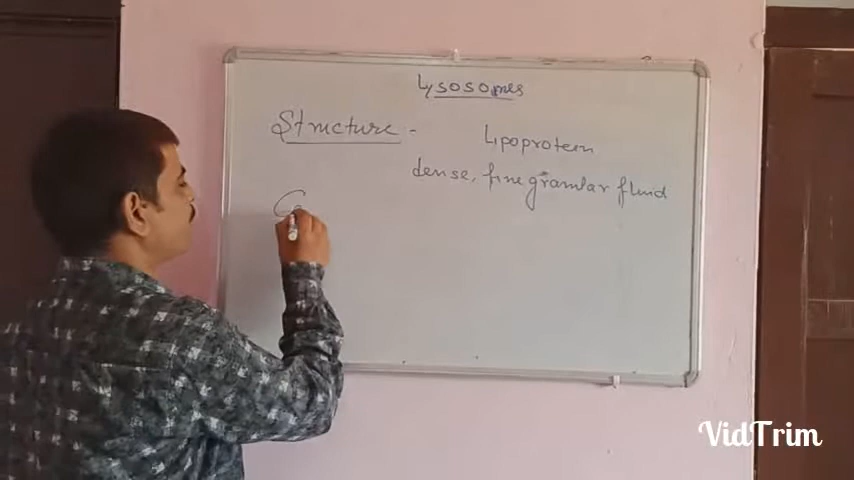 Lysosomes
Structure -
Lipoprotein
dense, fine granular fluid
VidTrim